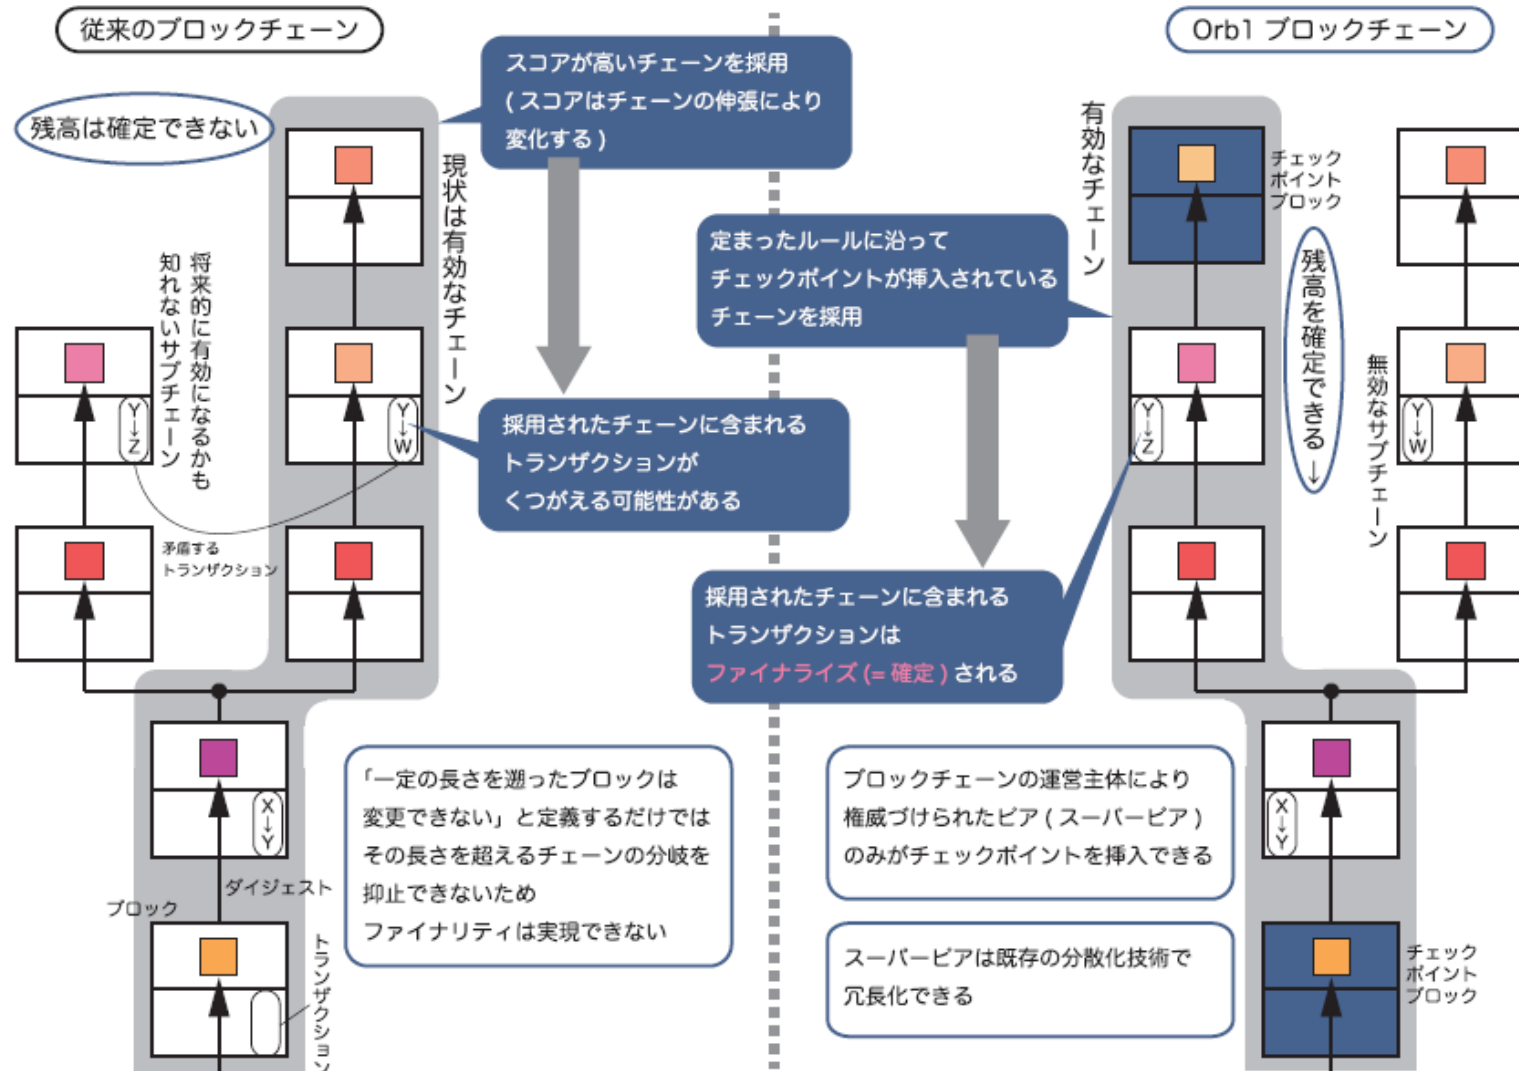 従来のブロックチェーン
残高は確定できない
スコアが高いチェーンを採用
( スコアはチェーンの伸張により
変化する )
現状は有効なチェーン
将来的に有効になるかも
知れないサブチェーン
Y→Z
Y→W
採用されたチェーンに含まれる
トランザクションが
くつがえる可能性がある
矛盾する
トランザクション
X→Y
ダイジェスト
ブロック
トランザクション
「一定の長さを遡ったブロックは
変更できない」と定義するだけでは
その長さを超えるチェーンの分岐を
抑止できないため
ファイナリティは実現できない
Orb1 ブロックチェーン
有効なチェーン
チェック
ポイント
ブロック
定まったルールに沿って
チェックポイントが挿入されている
チェーンを採用
残高を確定できる→
無効なサブチェーン
Y→Z
Y→W
採用されたチェーンに含まれる
トランザクションは
ファイナライズ (= 確定 ) される
ブロックチェーンの運営主体により
権威づけられたピア ( スーパーピア )
のみがチェックポイントを挿入できる
X→Y
スーパーピアは既存の分散化技術で
冗長化できる
チェック
ポイント
ブロック